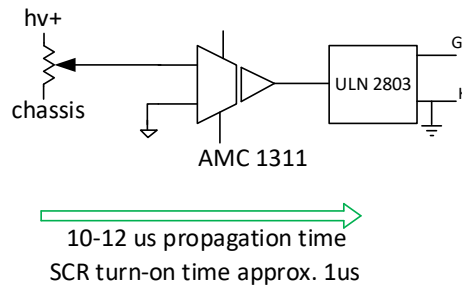 hv+
chassis
AMC 1311
ULN 2803
G
10-12 us propagation time
SCR turn-on time approx. 1us